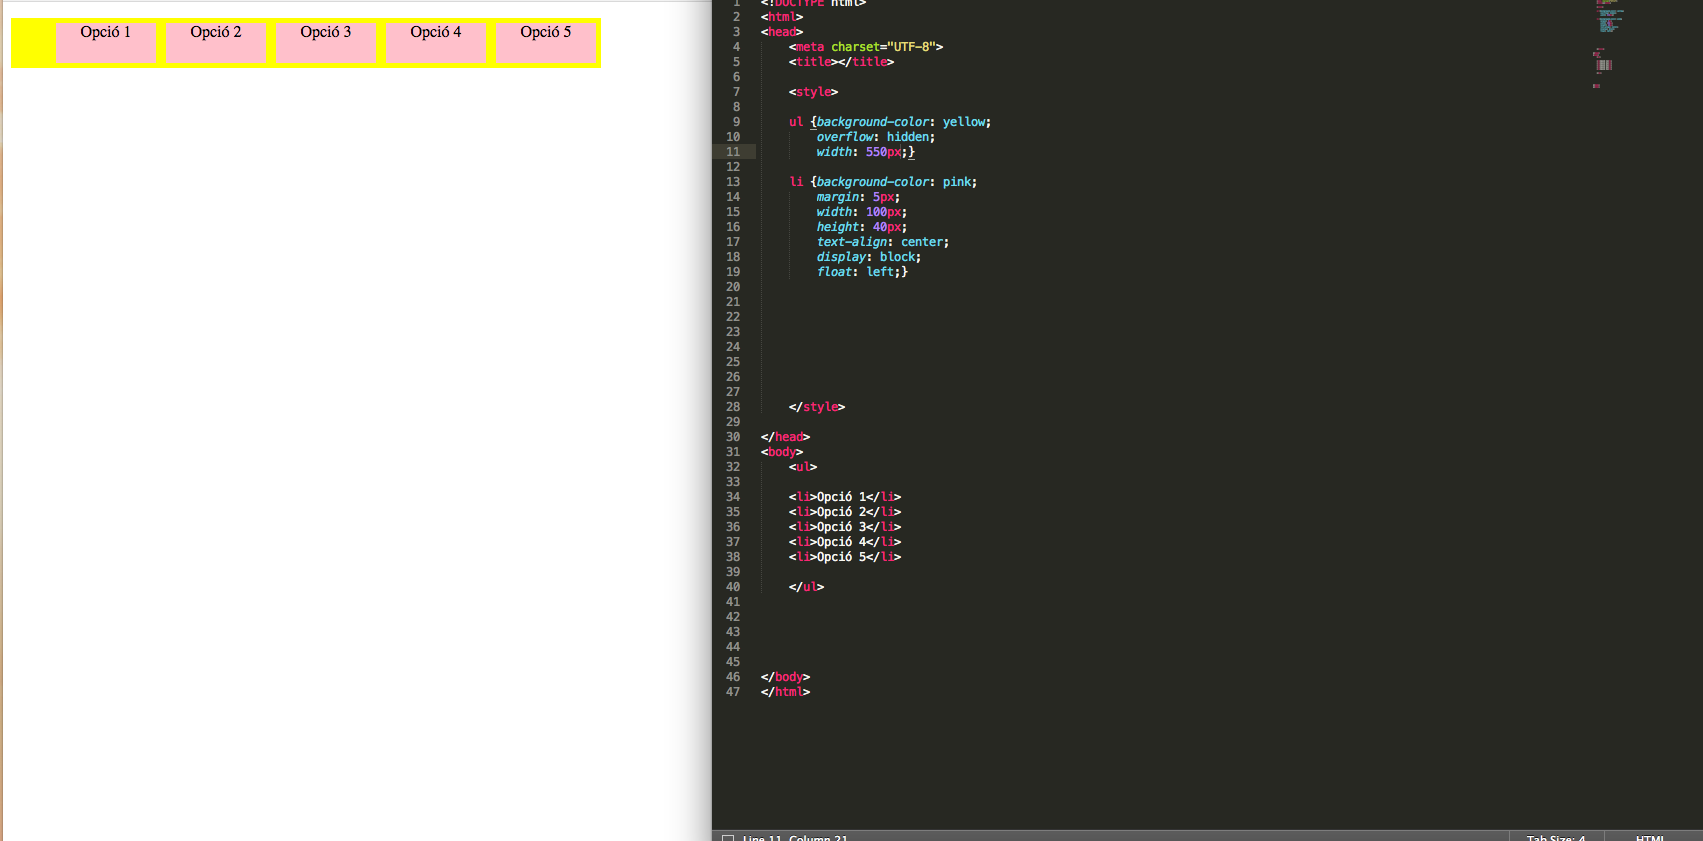 Opció 1 Opció 2 Opció 3 Opció 4 Opció 5
1 <!DOCTYPE html>
2 <html>
3 <head>
4 <meta charset="UTF-8">
5 <title></title>
6
7 <style>
8
9 ul {background-color: yellow;
10 overflow: hidden;
11 width: 550px;}
12
13 li {background-color: pink;
14 margin: 5px;
15 width: 100px;
16 height: 40px;
17 text-align: center;
18 display: block;
19 float: left;}
20
21
22
23
24
25
26
27
28 </style>
29
30 </head>
31 <body>
32 <ul>
33
34 <li>Opció 1</li>
35 <li>Opció 2</li>
36 <li>Opció 3</li>
37 <li>Opció 4</li>
38 <li>Opció 5</li>
39
40 </ul>
41
42
43
44
45
46 </body>
47 </html>
Line 11, Column 21 Tab Size: 4 HTML